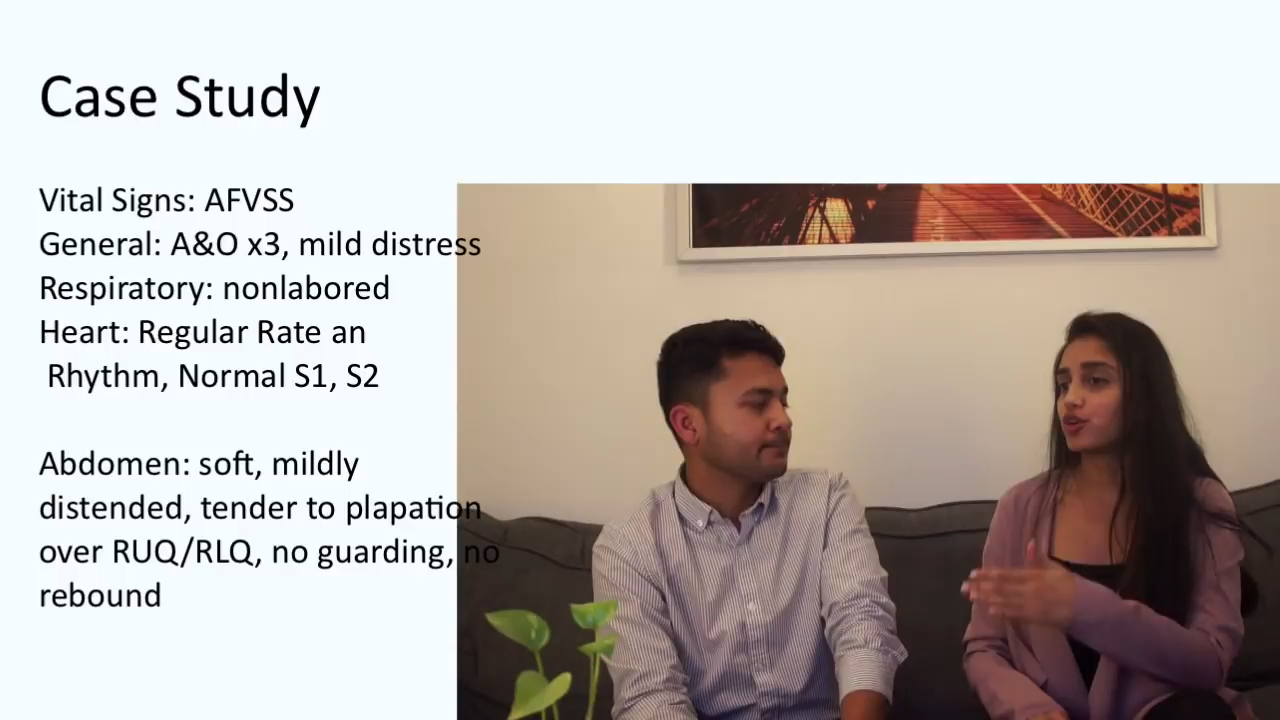 Case Study
Vital Signs: AFVSS
General: A&O x3, mild distress
Respiratory: nonlabored
Heart: Regular Rate an
Rhythm, Normal S1, S2
Abdomen: soft, mildly
distended, tender to plapation
over RUQ/RLQ, no guarding, no
rebound